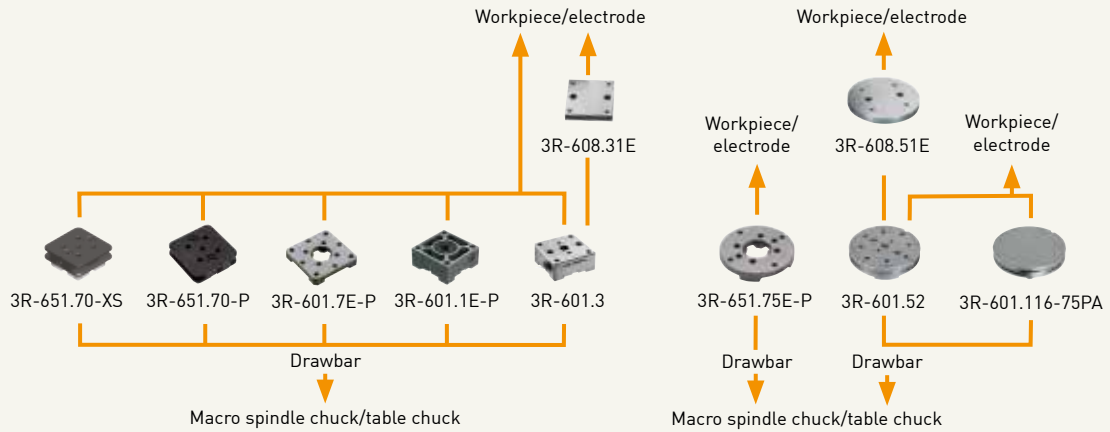 Workpiece/electrode
Workpiece/electrode
3R-608.31E
Workpiece/
electrode
3R-608.51E
Workpiece/
electrode
3R-651.70-XS
3R-651.70-P
3R-601.7E-P
3R-601.1E-P
3R-601.3
3R-651.75E-P
3R-601.52
3R-601.116-75PA
Drawbar
Drawbar
Drawbar
Macro spindle chuck/table chuck
Macro spindle chuck/table chuck